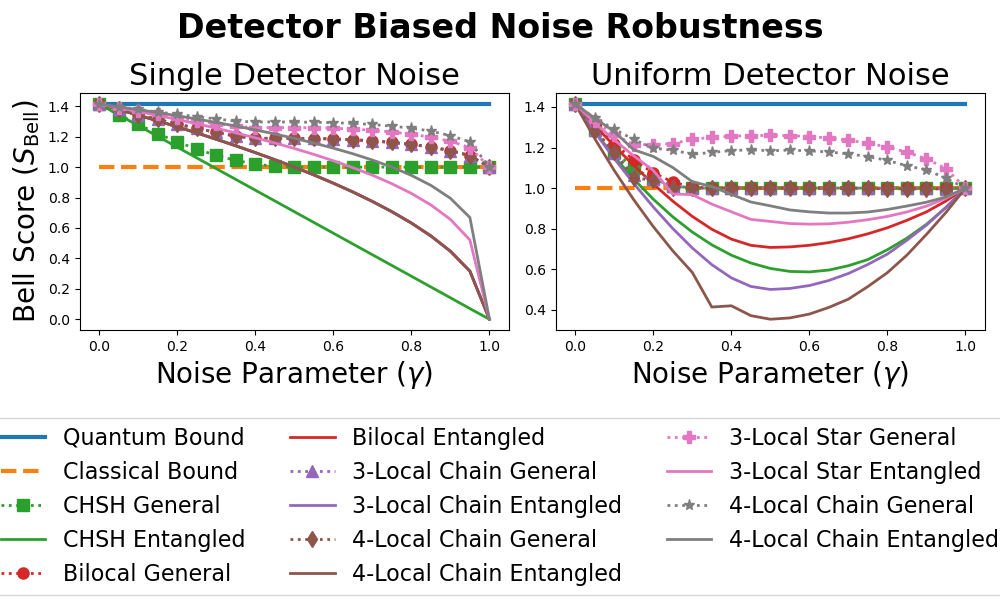 Detector Biased Noise Robustness
Single Detector Noise
Uniform Detector Noise
Bell Score (S_Bell)
1.4
1.2
1.0
0.8
0.6
0.4
0.2
0.0
0.0 0.2 0.4 0.6 0.8 1.0
Noise Parameter (γ)
1.4
1.2
1.0
0.8
0.6
0.4
0.0 0.2 0.4 0.6 0.8 1.0
Noise Parameter (γ)
Quantum Bound
Classical Bound
CHSH General
CHSH Entangled
Bilocal General
Bilocal Entangled
3-Local Chain General
3-Local Chain Entangled
4-Local Chain General
4-Local Chain Entangled
3-Local Star General
3-Local Star Entangled
4-Local Chain General
4-Local Chain Entangled